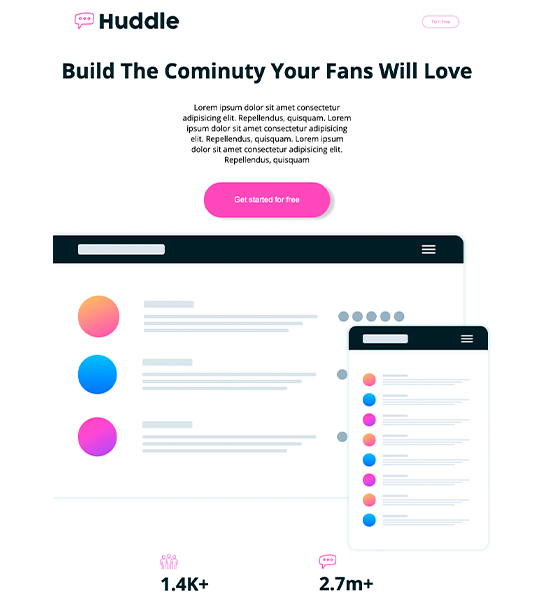 Huddle
Try It Free
Build The Cominuty Your Fans Will Love
Lorem ipsum dolor sit amet consectetur
adipisicing elit. Repellendus, quisquam. Lorem
ipsum dolor sit amet consectetur adipisicing
elit. Repellendus, quisquam. Lorem ipsum
dolor sit amet consectetur adipisicing elit.
Repellendus, quisquam
Get started for free
1.4K+
2.7m+